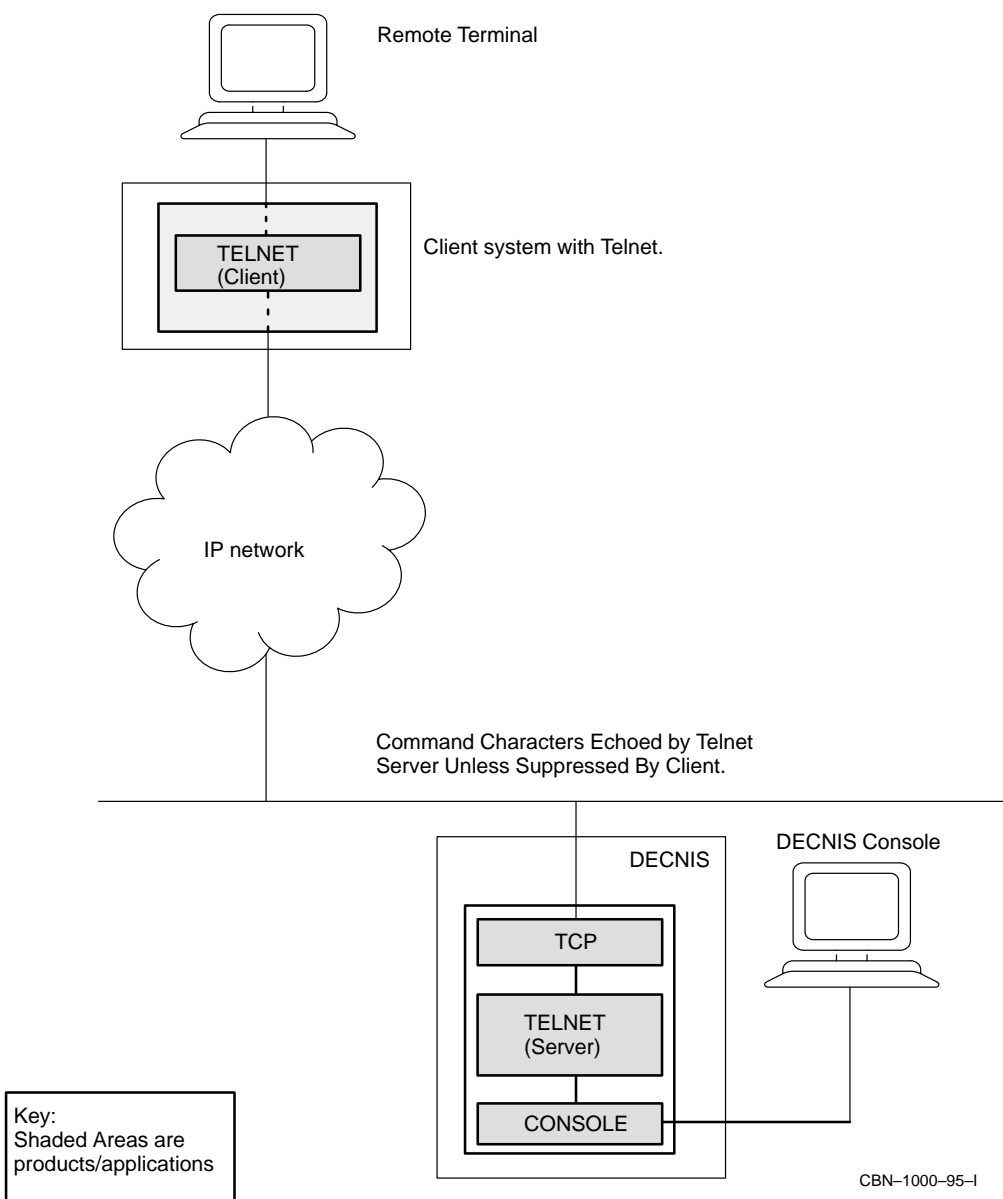 Remote Terminal
TELNET
(Client)
Client system with Telnet.
IP network
Command Characters Echoed by Telnet
Server Unless Suppressed By Client.
DECNIS
DECNIS Console
TCP
TELNET
(Server)
CONSOLE
Key:
Shaded Areas are
products/applications
CBN–1000–95–I